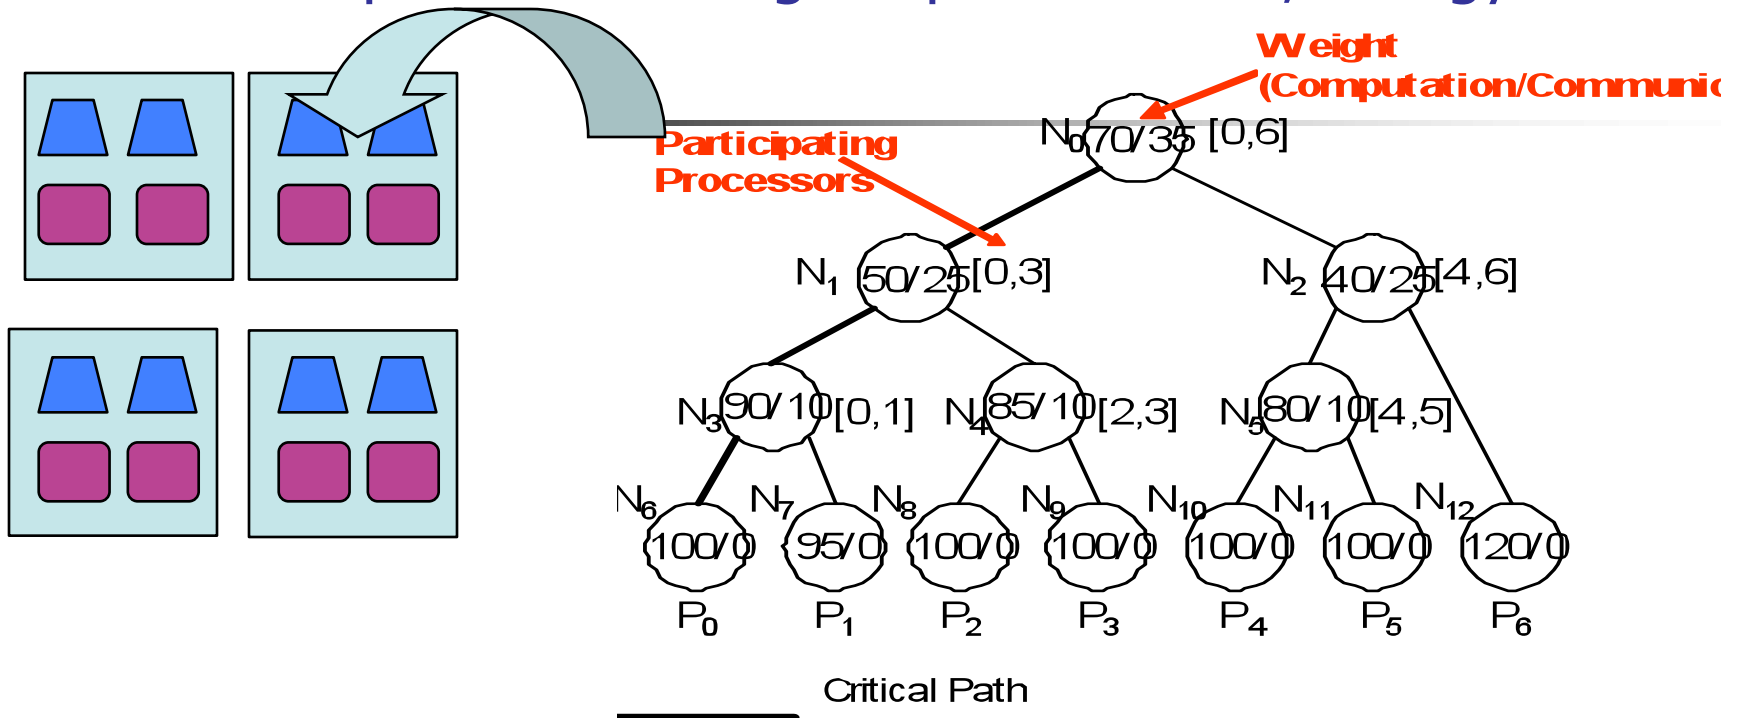 Weight
(Computation/Communic
N0 70/35 [0,6]
Participating
Processors
N1 50/25 [0,3]
N2 40/25 [4,6]
N3 90/10 [0,1]
N4 85/10 [2,3]
N5 80/10 [4,5]
N6 N7 N8 N9 N10 N11 N12
100/0 95/0 100/0 100/0 100/0 100/0 120/0
P0 P1 P2 P3 P4 P5 P6
Critical Path